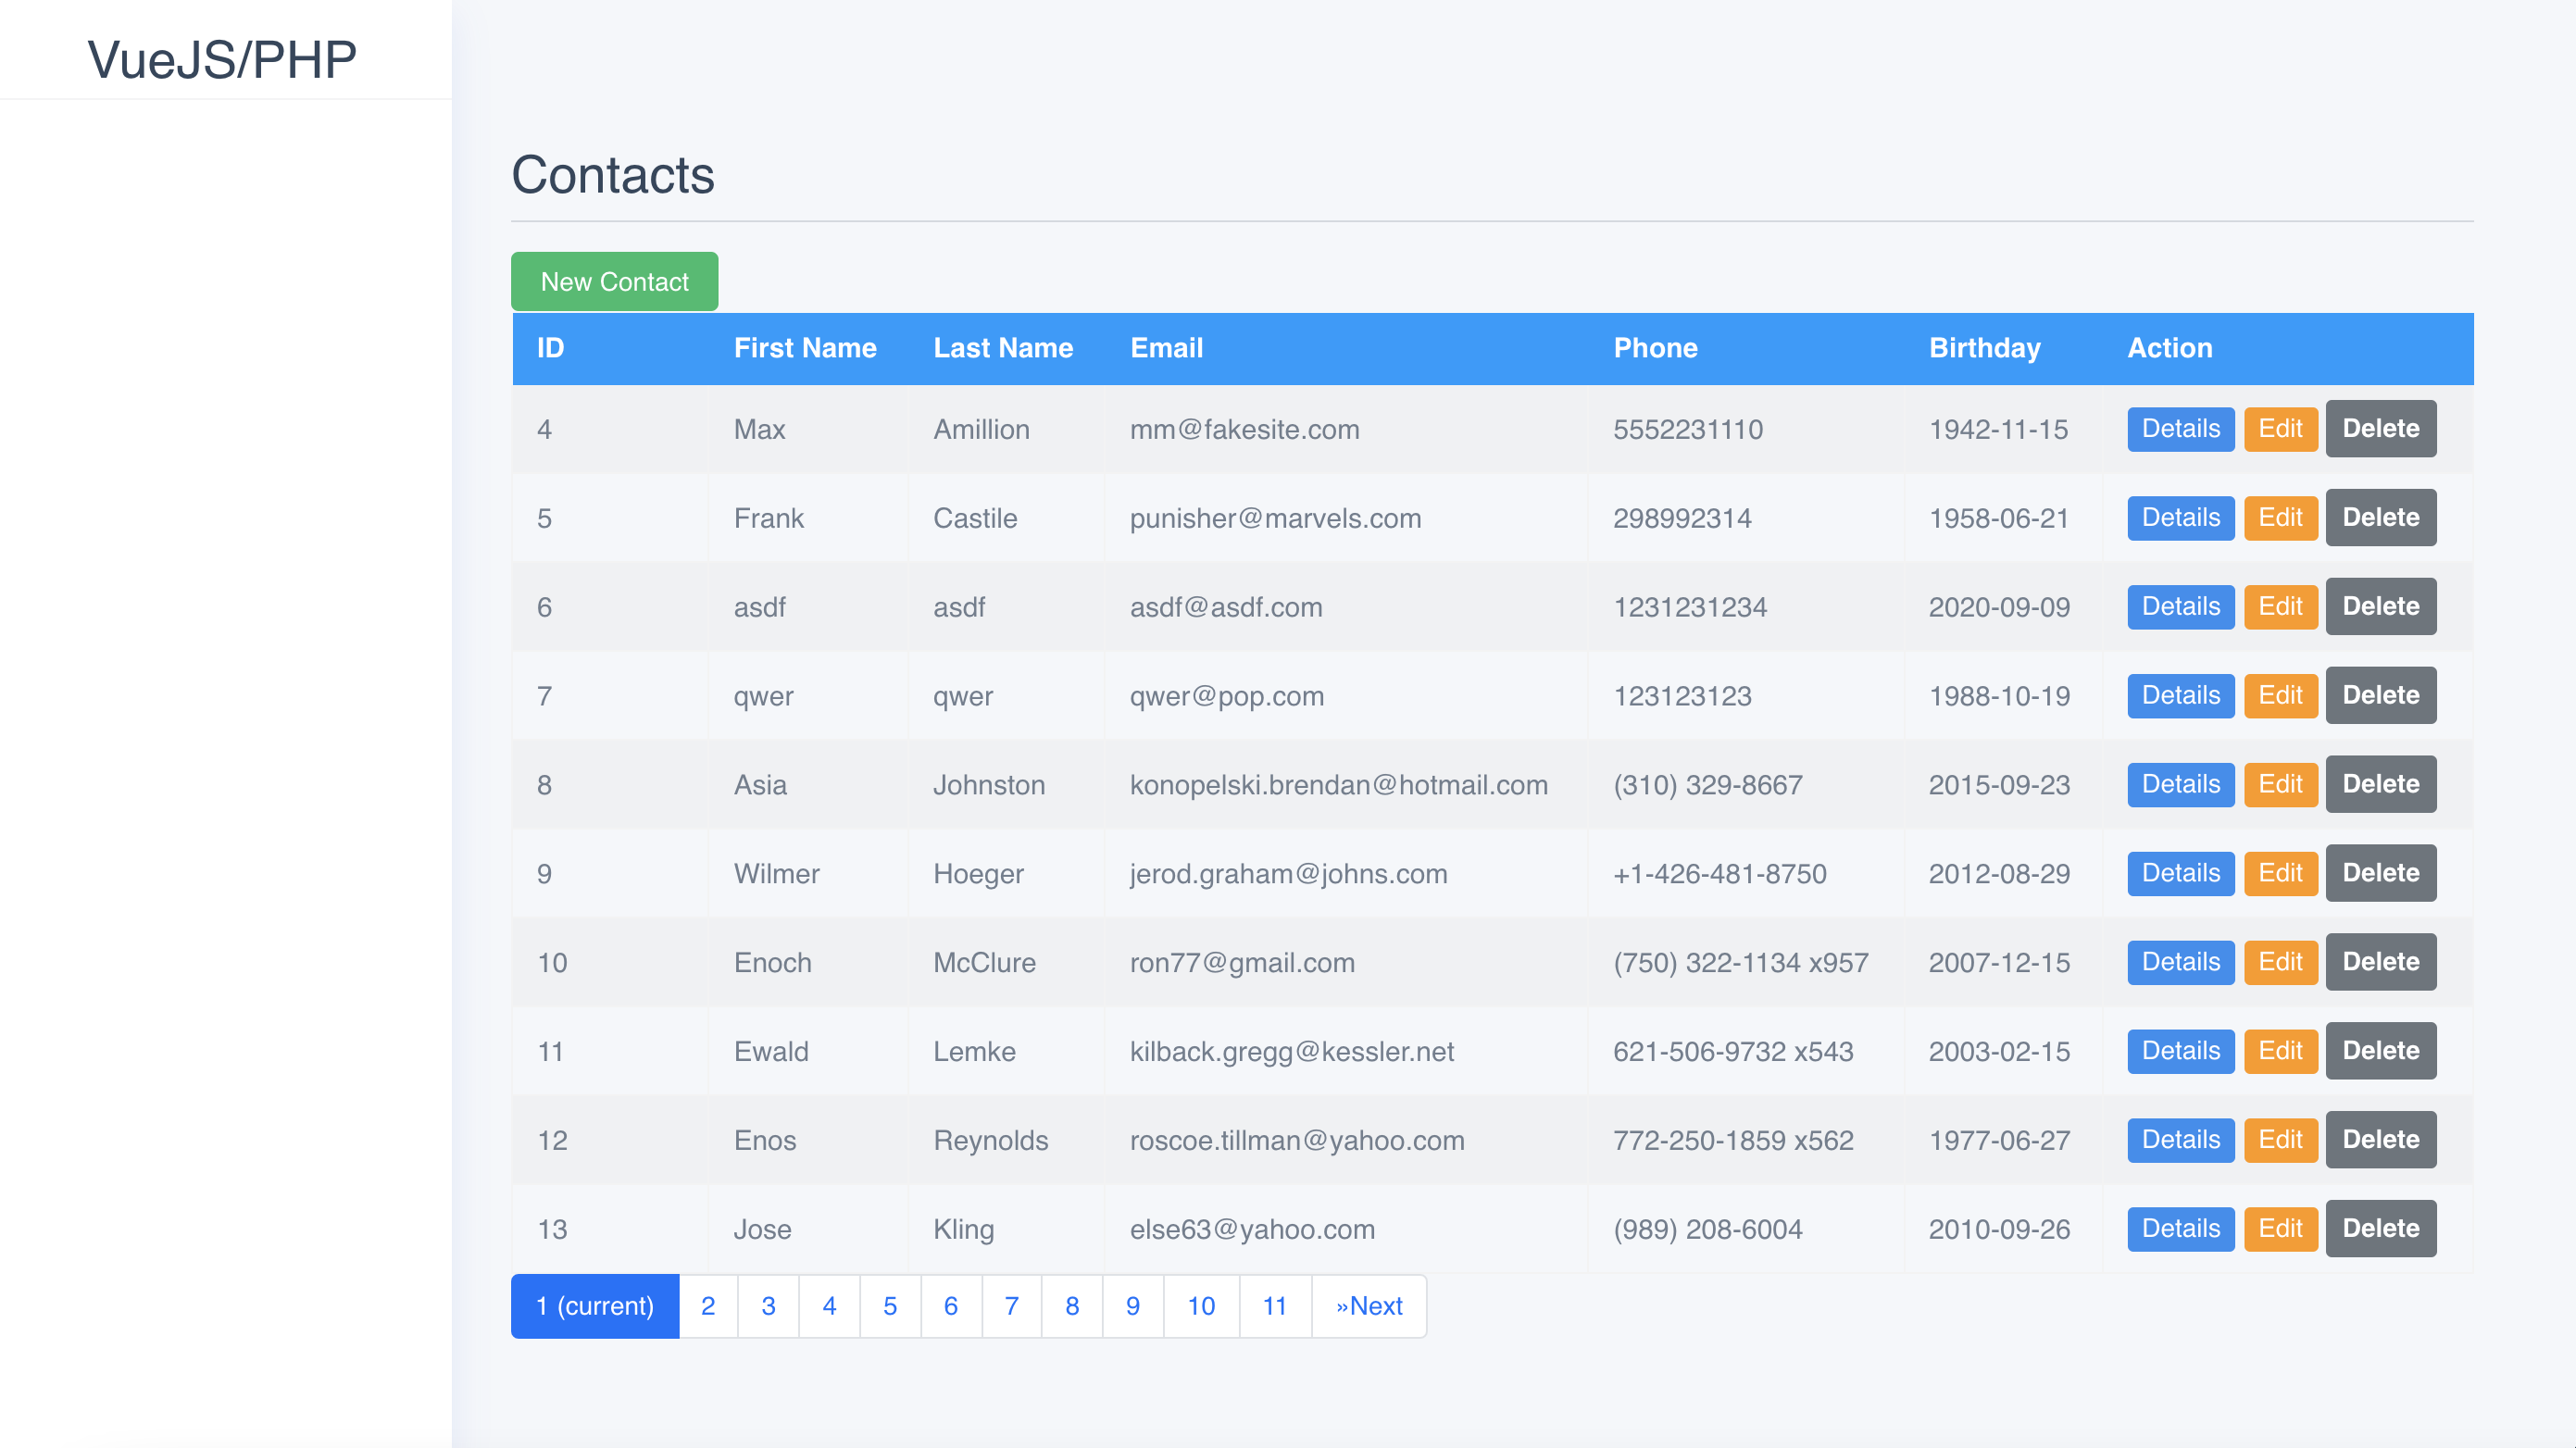 VueJS/PHP
Contacts
New Contact
ID First Name Last Name Email Phone Birthday Action
4 Max Amillion mm@fakesite.com 5552231110 1942-11-15 Details Edit Delete
5 Frank Castile punisher@marvels.com 298992314 1958-06-21 Details Edit Delete
6 asdf asdf asdf@asdf.com 1231231234 2020-09-09 Details Edit Delete
7 qwer qwer qwer@pop.com 123123123 1988-10-19 Details Edit Delete
8 Asia Johnston konopelski.brendan@hotmail.com (310) 329-8667 2015-09-23 Details Edit Delete
9 Wilmer Hoeger jerod.graham@johns.com +1-426-481-8750 2012-08-29 Details Edit Delete
10 Enoch McClure ron77@gmail.com (750) 322-1134 x957 2007-12-15 Details Edit Delete
11 Ewald Lemke kilback.gregg@kessler.net 621-506-9732 x543 2003-02-15 Details Edit Delete
12 Enos Reynolds roscoe.tillman@yahoo.com 772-250-1859 x562 1977-06-27 Details Edit Delete
13 Jose Kling else63@yahoo.com (989) 208-6004 2010-09-26 Details Edit Delete
1 (current) 2 3 4 5 6 7 8 9 10 11 »Next